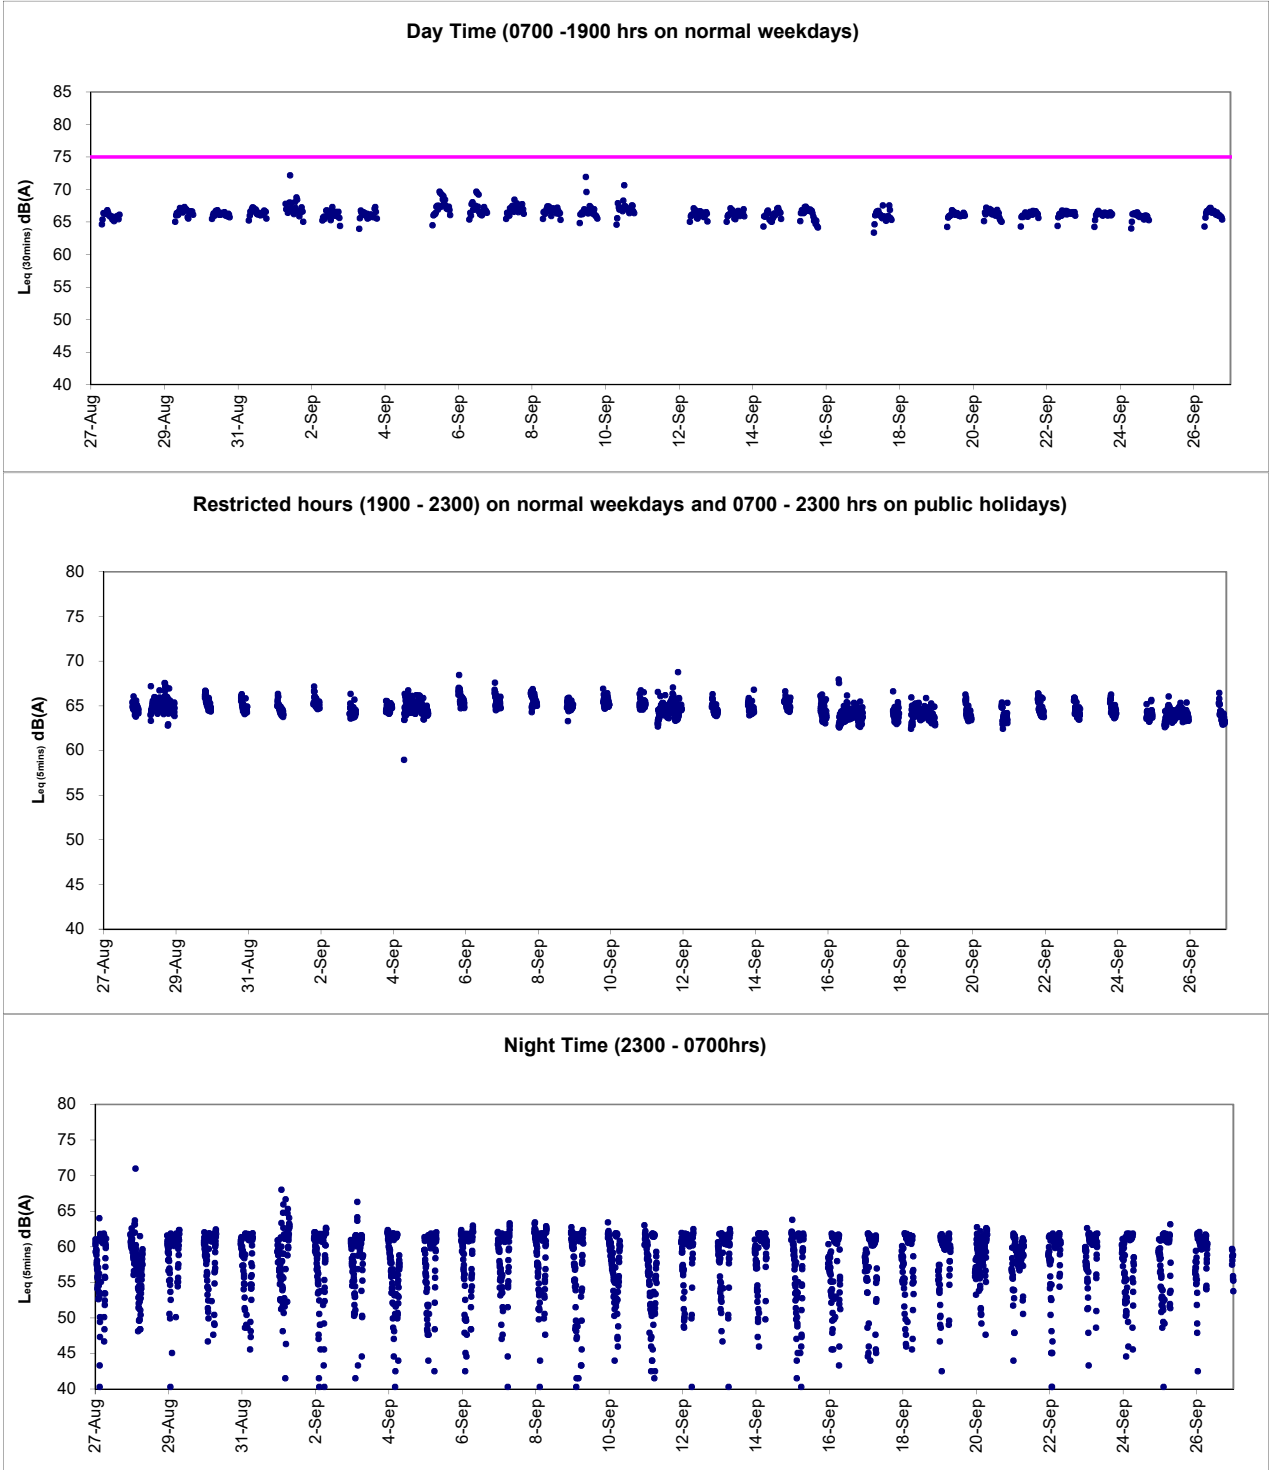 Day Time (0700 -1900 hrs on normal weekdays)
85
80
75
70
65
60
55
50
45
40
Leq (30mins) dB(A)
27-Aug
29-Aug
31-Aug
2-Sep
4-Sep
6-Sep
8-Sep
10-Sep
12-Sep
14-Sep
16-Sep
18-Sep
20-Sep
22-Sep
24-Sep
26-Sep
Restricted hours (1900 - 2300) on normal weekdays and 0700 - 2300 hrs on public holidays)
80
75
70
65
60
55
50
45
40
Leq (5mins) dB(A)
27-Aug
29-Aug
31-Aug
2-Sep
4-Sep
6-Sep
8-Sep
10-Sep
12-Sep
14-Sep
16-Sep
18-Sep
20-Sep
22-Sep
24-Sep
26-Sep
Night Time (2300 - 0700hrs)
80
75
70
65
60
55
50
45
40
Leq (5mins) dB(A)
27-Aug
29-Aug
31-Aug
2-Sep
4-Sep
6-Sep
8-Sep
10-Sep
12-Sep
14-Sep
16-Sep
18-Sep
20-Sep
22-Sep
24-Sep
26-Sep